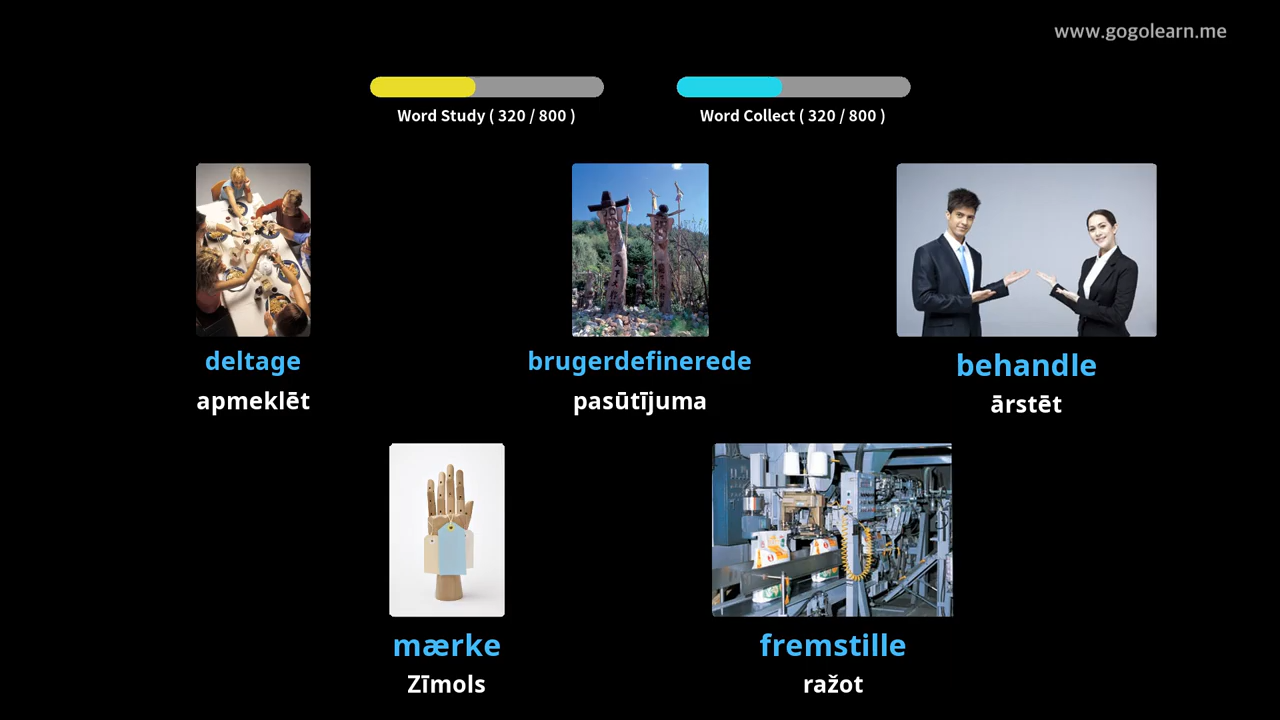 www.gogolearn.me
Word Study ( 320 / 800 )
Word Collect ( 320 / 800 )
deltage
apmeklēt
brugerdefinerede
pasūtījuma
behandle
ārstēt
mærke
Zīmols
fremstille
ražot